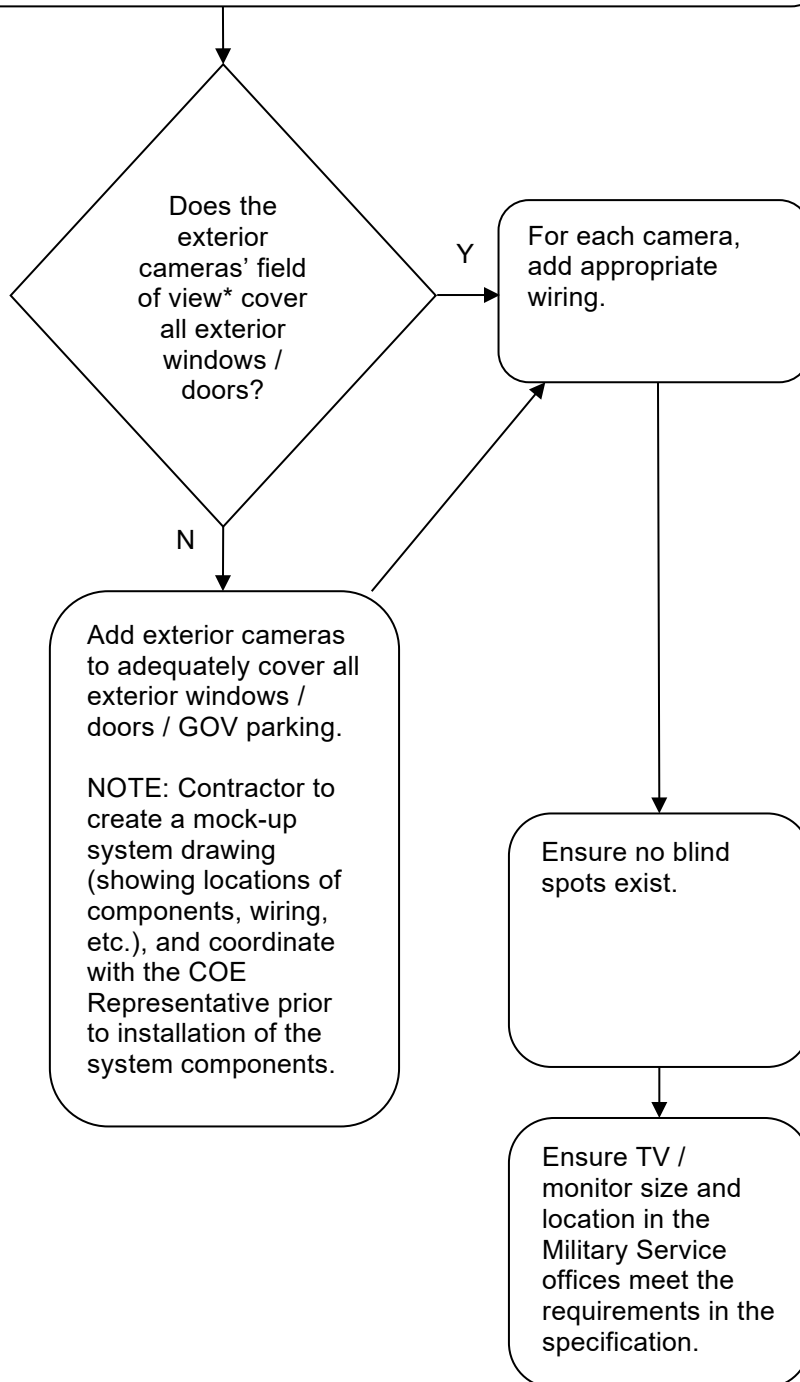 Does the
exterior
cameras’ field
of view* cover
all exterior
windows /
doors?
Y
For each camera,
add appropriate
wiring.
N
Add exterior cameras
to adequately cover all
exterior windows /
doors / GOV parking.
NOTE: Contractor to
create a mock-up
system drawing
(showing locations of
components, wiring,
etc.), and coordinate
with the COE
Representative prior
to installation of the
system components.
Ensure no blind
spots exist.
Ensure TV /
monitor size and
location in the
Military Service
offices meet the
requirements in the
specification.